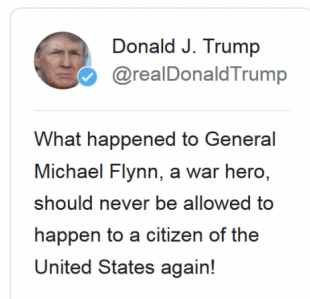 Donald J. Trump
@realDonaldTrump
What happened to General
Michael Flynn, a war hero,
should never be allowed to
happen to a citizen of the
United States again!